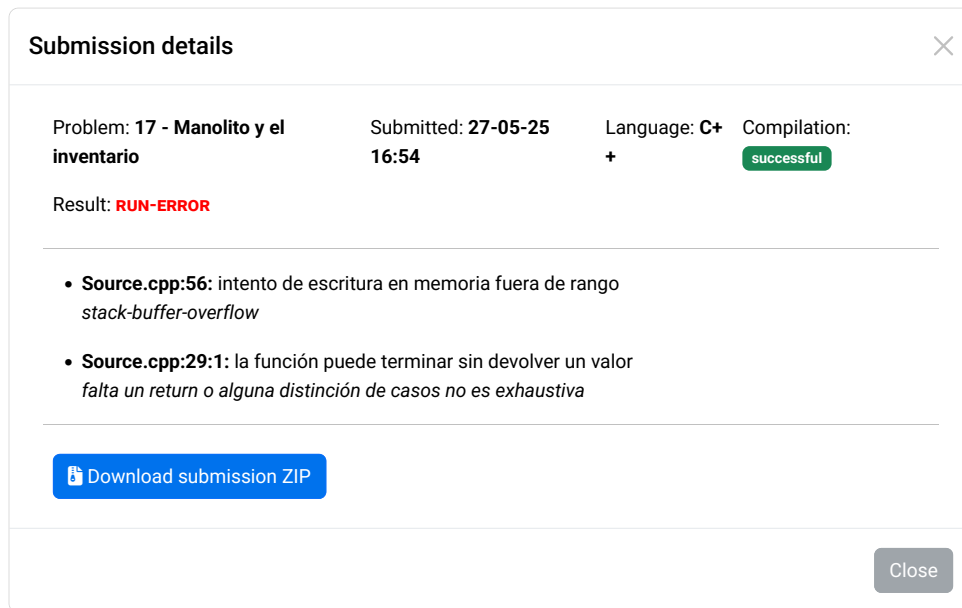 Submission details
Problem: 17 - Manolito y el
inventario
Submitted: 27-05-25
16:54
Language: C+
+
Compilation:
successful
Result: RUN-ERROR
• Source.cpp:56: intento de escritura en memoria fuera de rango
stack-buffer-overflow
• Source.cpp:29:1: la función puede terminar sin devolver un valor
falta un return o alguna distinción de casos no es exhaustiva
Download submission ZIP
Close